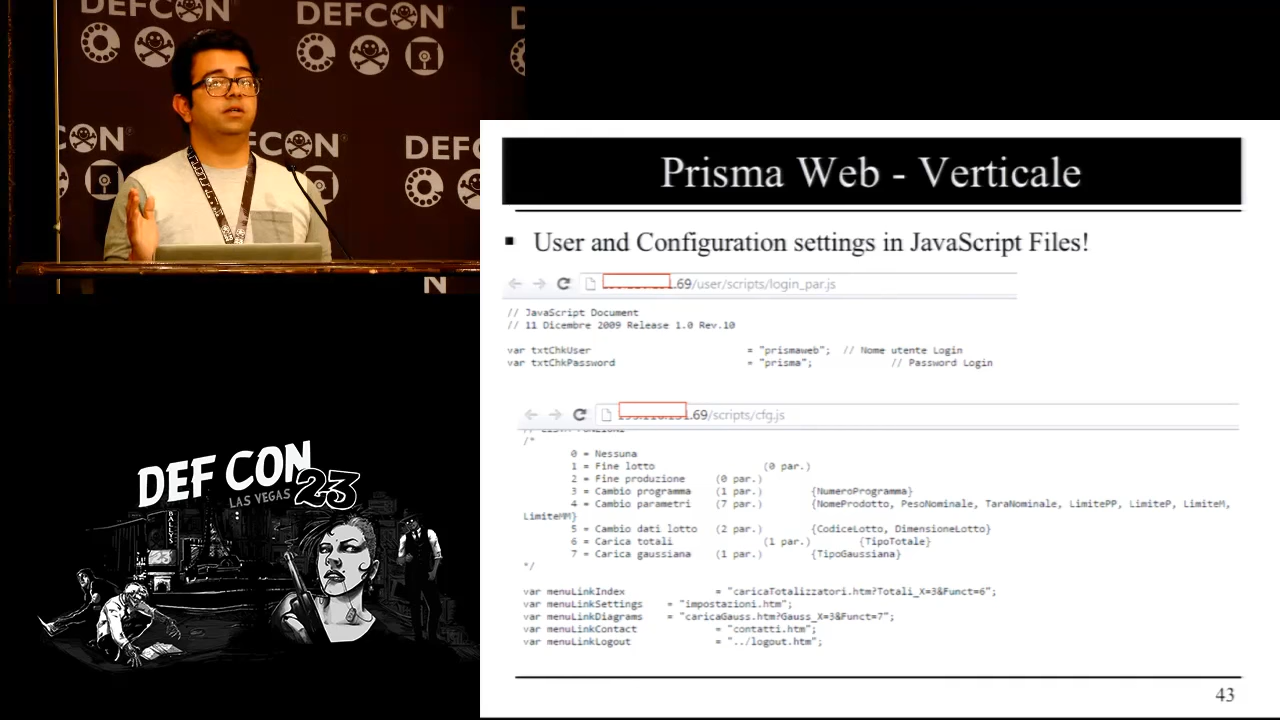 DEFCON
DEFCON
DEFCON
DEF CON
LAS VEGAS 23
BALLYS
23
Prisma Web - Verticale
▪ User and Configuration settings in JavaScript Files!
.69/user/scripts/login_par.js
// JavaScript Document
// 11 Dicembre 2009 Release 1.0 Rev.10
var txtChkUser = "prismaweb"; // Nome utente Login
var txtChkPassword = "prisma"; // Password Login
.69/scripts/cfg.js
/*
0 = Nessuna
1 = Fine lotto (0 par.)
2 = Fine produzione (0 par.)
3 = Cambio programma (1 par.) {NumeroProgramma}
4 = Cambio parametri (7 par.) {NomeProdotto, PesoNominale, TaraNominale, LimitePP, LimiteP, LimiteM,
LimiteMM}
5 = Cambio dati lotto (2 par.) {CodiceLotto, DimensioneLotto}
6 = Carica totali (1 par.) {TipoTotale}
7 = Carica gaussiana (1 par.) {TipoGaussiana}
*/
var menuLinkIndex = "caricaTotalizzatori.htm?Totali_X=3&Funct=6";
var menuLinkSettings = "impostazioni.htm";
var menuLinkDiagrams = "caricaGauss.htm?Gauss_X=3&Funct=7";
var menuLinkContact = "contatti.htm";
var menuLinkLogout = "../logout.htm";
43